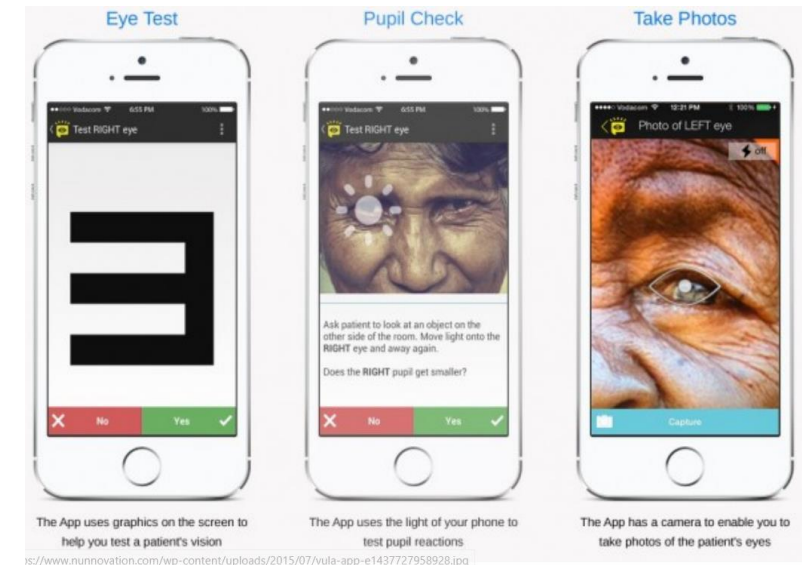 Eye Test
Vodacom 6:55 PM 100%
Test RIGHT eye
No Yes
The App uses graphics on the screen to
help you test a patient's vision
Pupil Check
Vodacom 6:55 PM 100%
Test RIGHT eye
Ask patient to look at an object on the
other side of the room. Move light onto the
RIGHT eye and away again.
Does the RIGHT pupil get smaller?
No Yes
The App uses the light of your phone to
test pupil reactions
Take Photos
Vodacom 12:21 PM 100%
Photo of LEFT eye
off
Capture
The App has a camera to enable you to
take photos of the patient's eyes
s://www.nunnovation.com/wp-content/uploads/2015/07/vula-app-e1437727958928.jpg